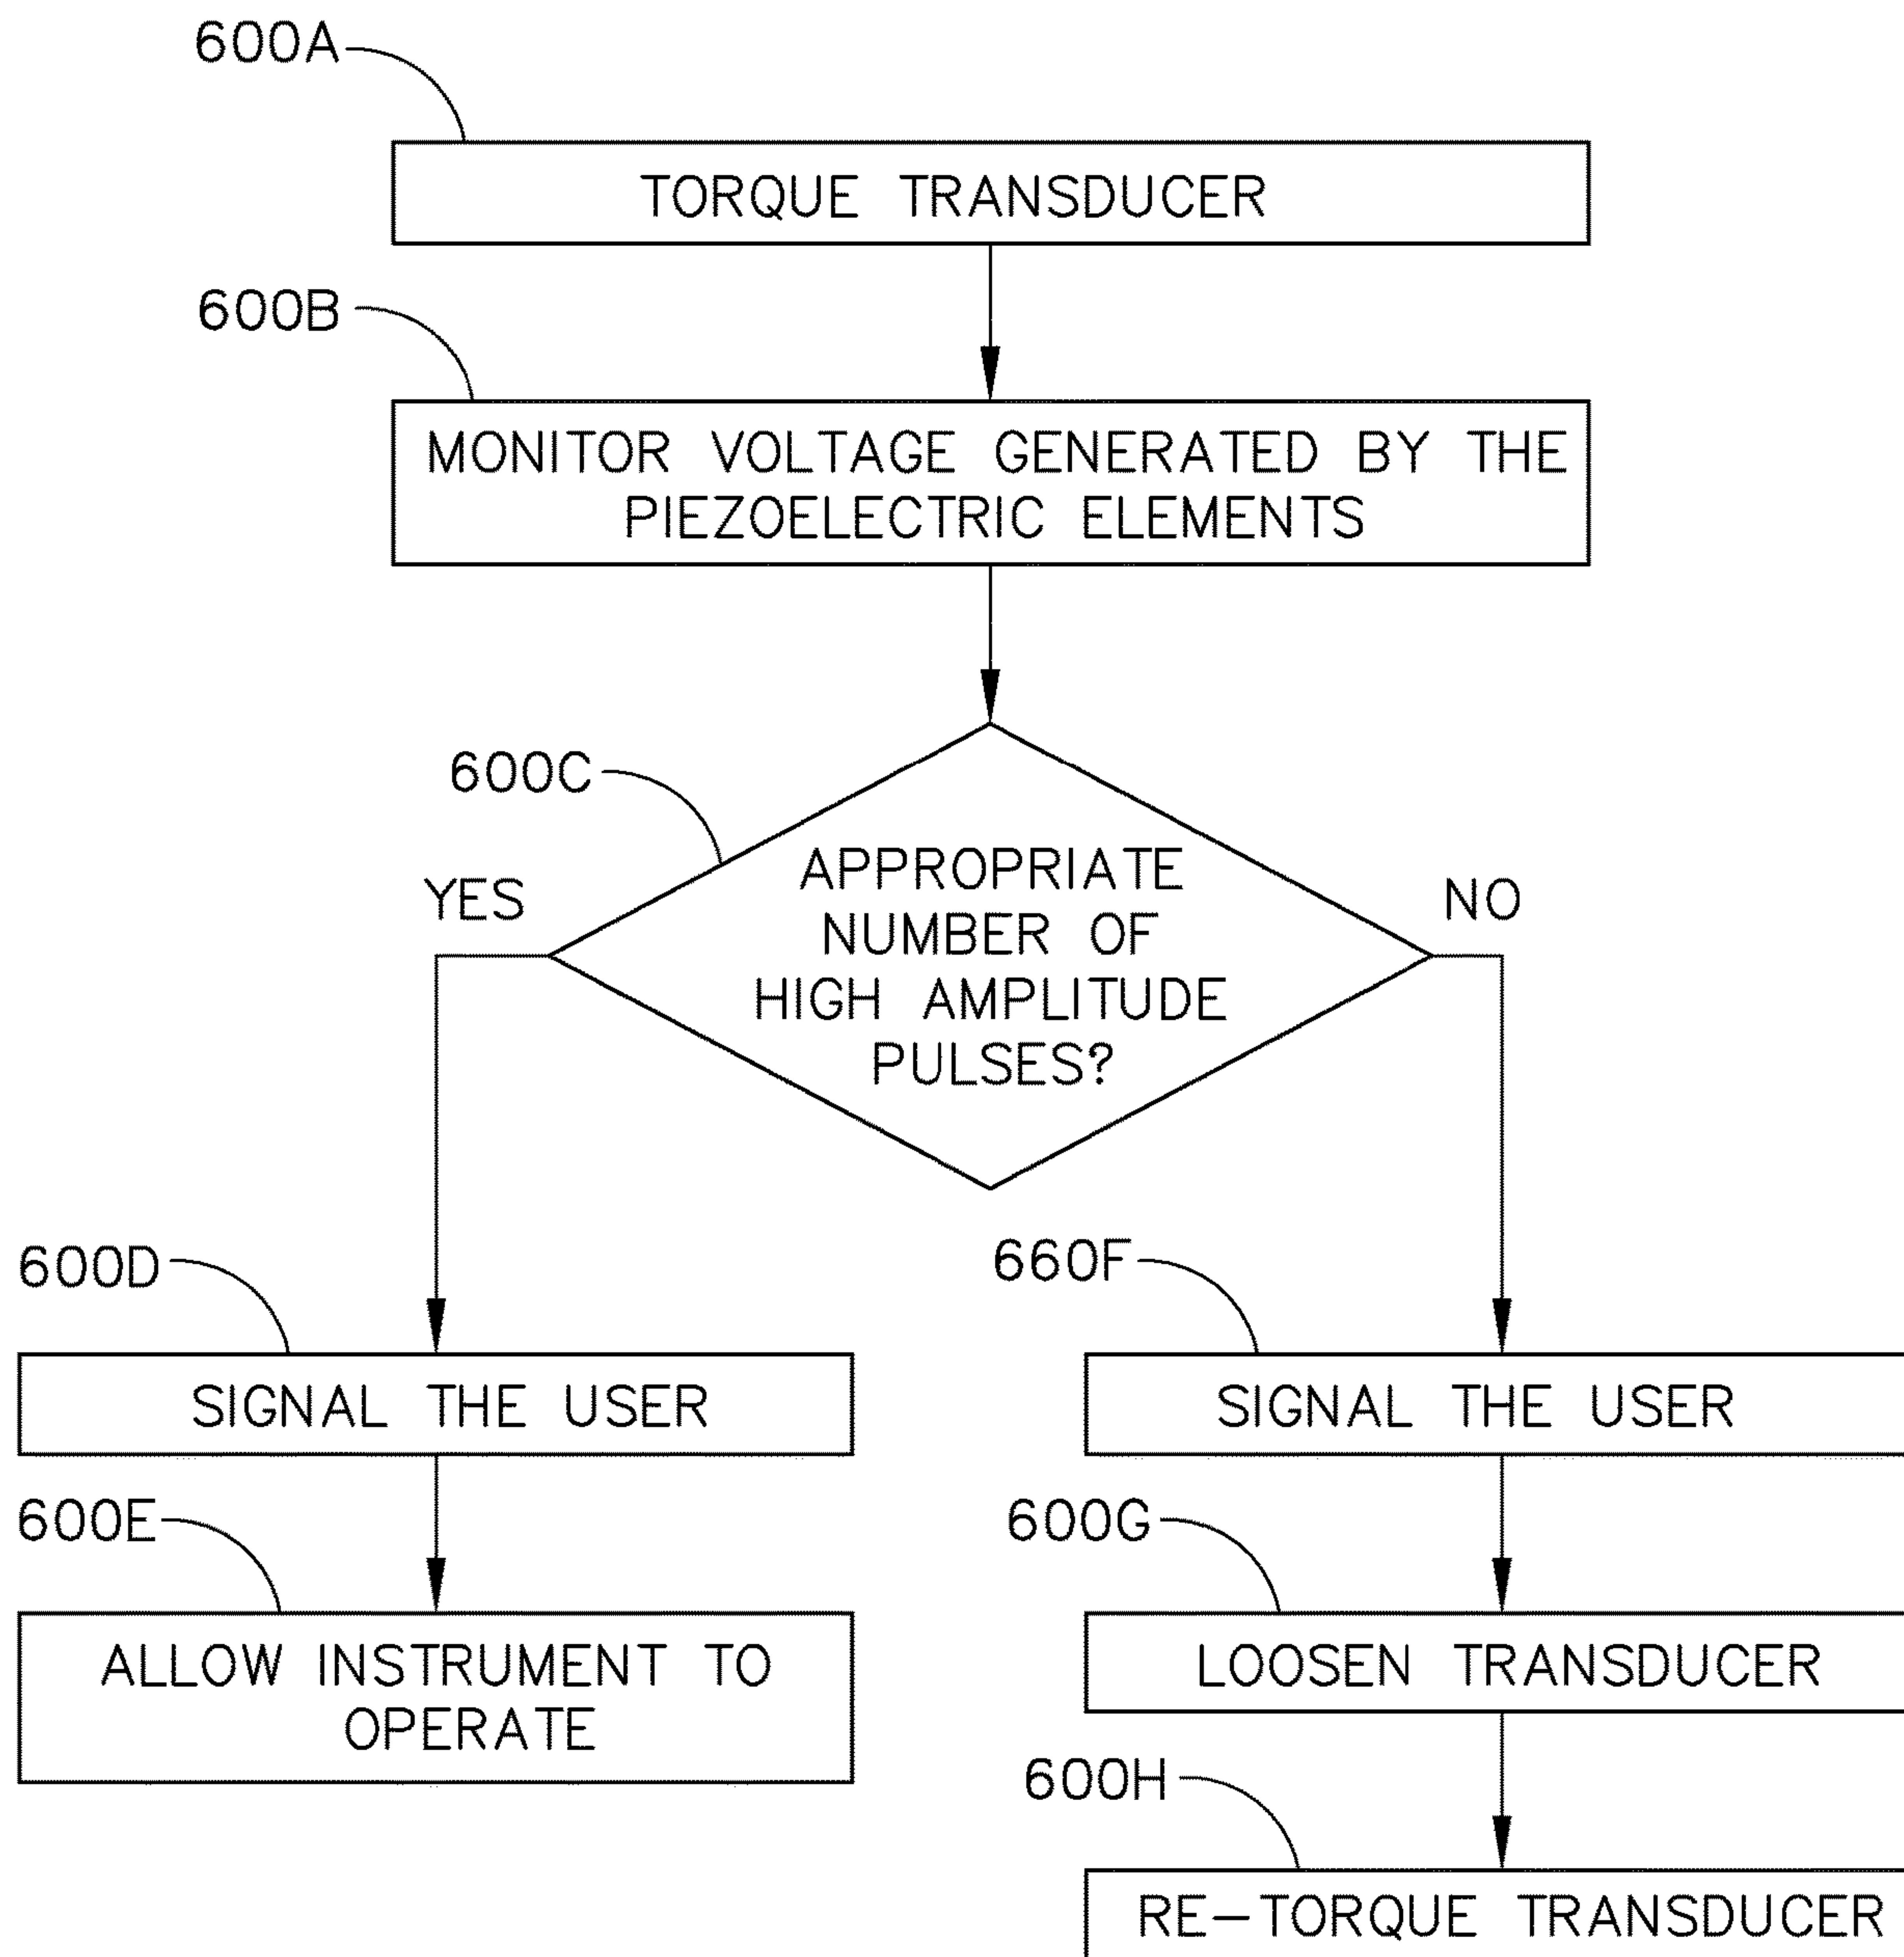 600A
TORQUE TRANSDUCER
600B
MONITOR VOLTAGE GENERATED BY THE
PIEZOELECTRIC ELEMENTS
600C
APPROPRIATE
NUMBER OF
HIGH AMPLITUDE
PULSES?
YES
NO
600D
SIGNAL THE USER
600E
ALLOW INSTRUMENT TO
OPERATE
660F
SIGNAL THE USER
600G
LOOSEN TRANSDUCER
600H
RE-TORQUE TRANSDUCER